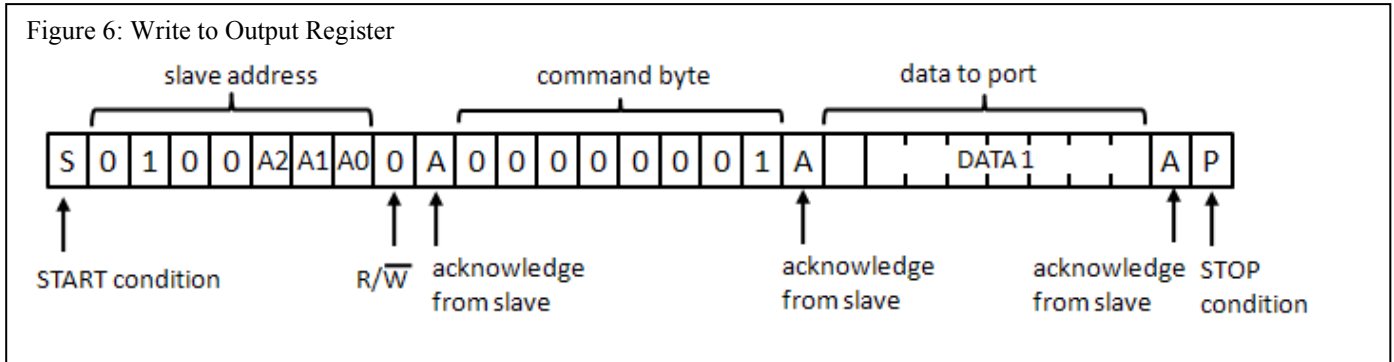 Figure 6: Write to Output Register
slave address command byte data to port
S 0 1 0 0 A2 A1 A0 0 A 0 0 0 0 0 0 0 1 A DATA 1 A P
START condition R/W̅ acknowledge from slave acknowledge from slave acknowledge from slave STOP condition